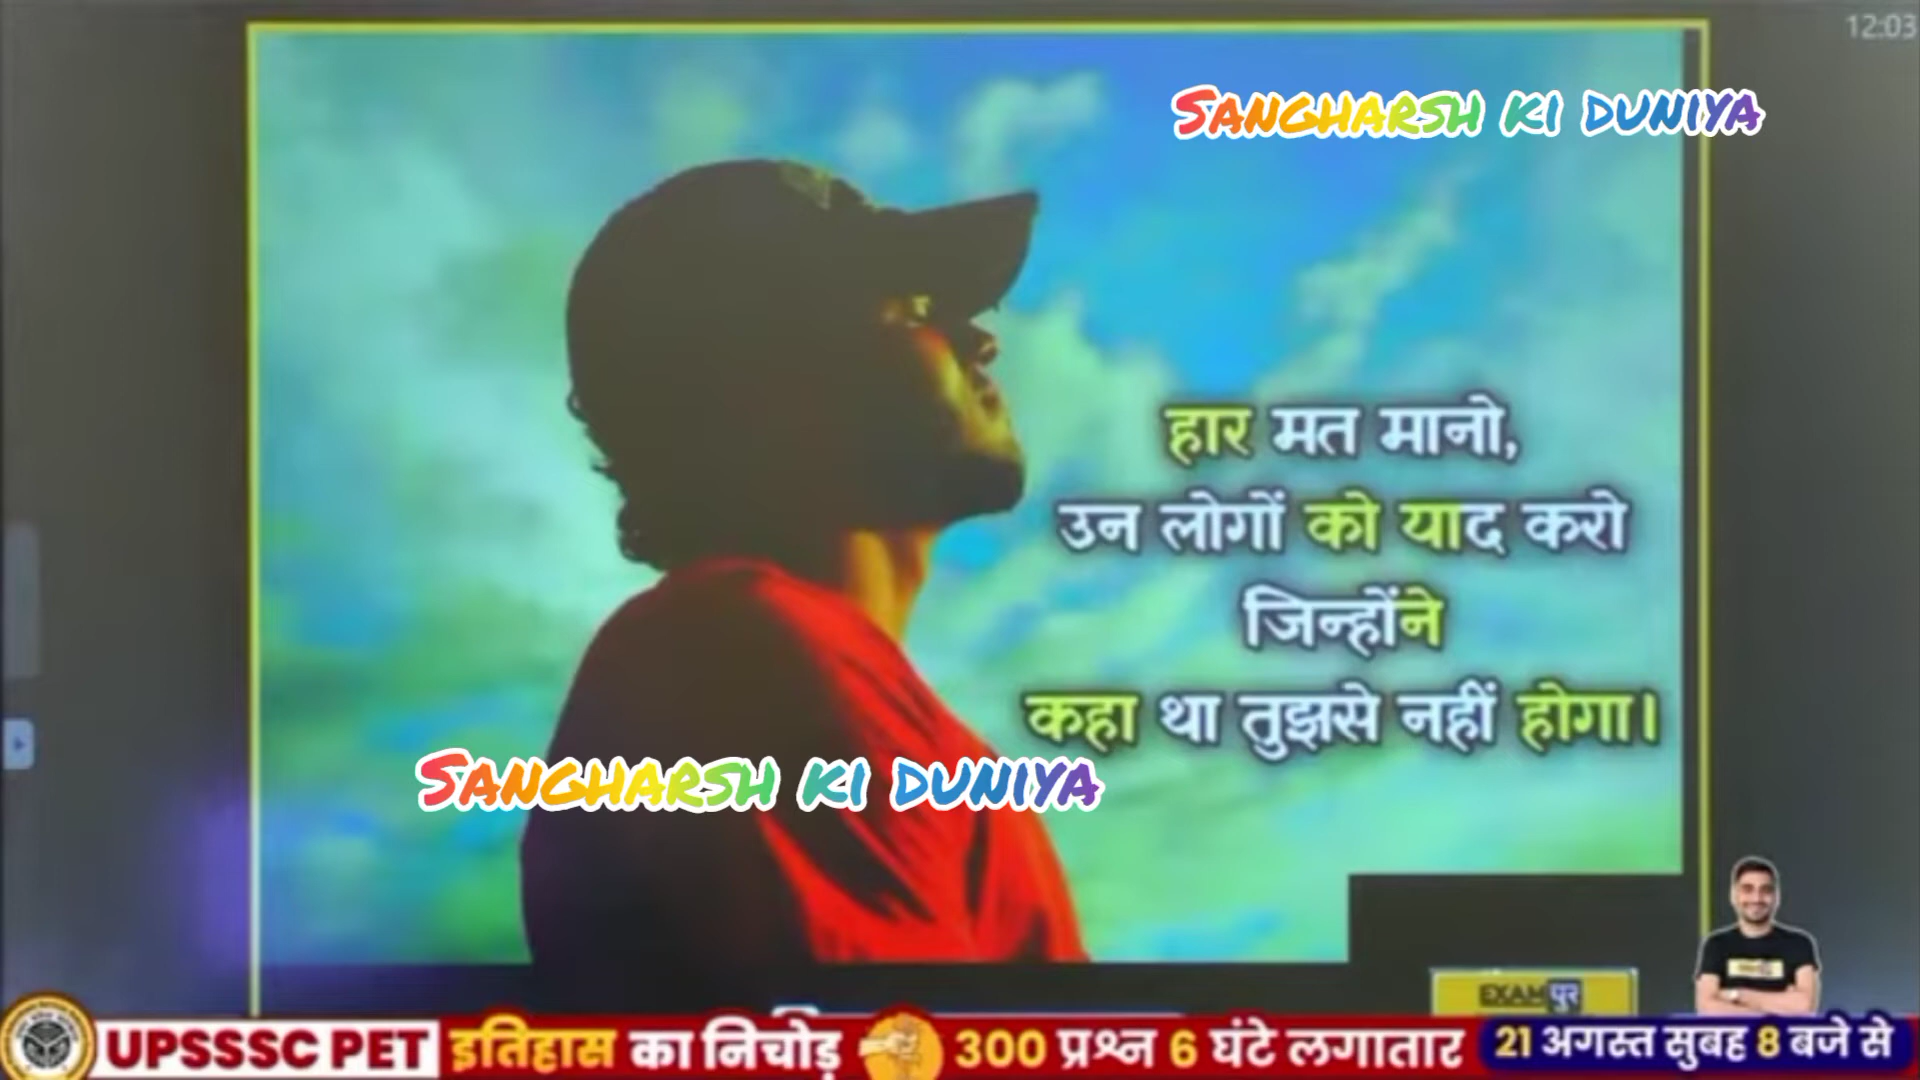 12:03
Sangharsh ki duniya
हार मत मानो,
उन लोगों को याद करो
जिन्होंने
कहा था तुझसे नहीं होगा।
Sangharsh ki duniya
EXAMपुर
UPSSSC PET इतिहास का निचोड़ 300 प्रश्न 6 घंटे लगातार 21 अगस्त सुबह 8 बजे से